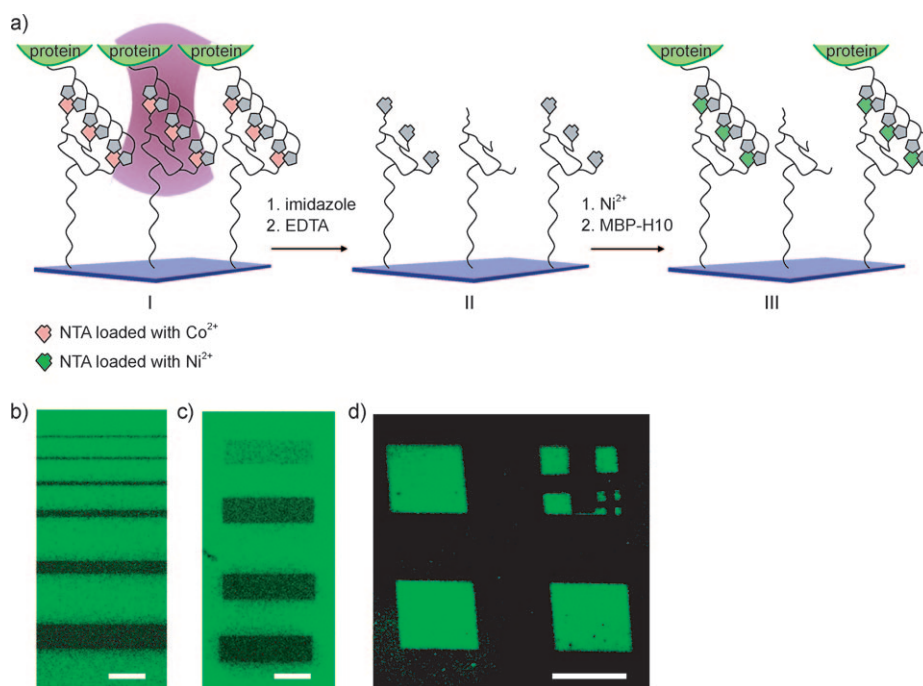 a)
protein protein protein
protein protein
1. imidazole
2. EDTA
1. Ni2+
2. MBP-H10
I II III
NTA loaded with Co2+
NTA loaded with Ni2+
b) c) d)